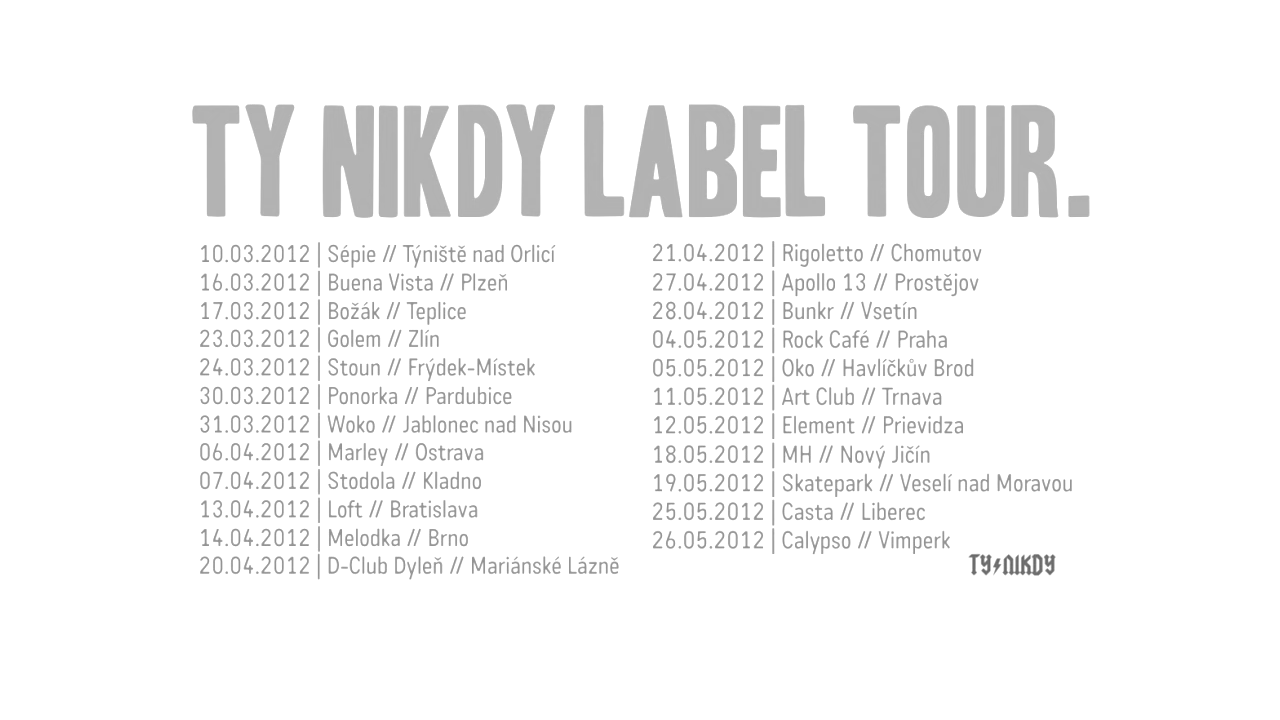 TY NIKDY LABEL TOUR.
10.03.2012 | Sépie // Týniště nad Orlicí
16.03.2012 | Buena Vista // Plzeň
17.03.2012 | Božák // Teplice
23.03.2012 | Golem // Zlín
24.03.2012 | Stoun // Frýdek-Místek
30.03.2012 | Ponorka // Pardubice
31.03.2012 | Woko // Jablonec nad Nisou
06.04.2012 | Marley // Ostrava
07.04.2012 | Stodola // Kladno
13.04.2012 | Loft // Bratislava
14.04.2012 | Melodka // Brno
20.04.2012 | D-Club Dyleň // Mariánské Lázně
21.04.2012 | Rigoletto // Chomutov
27.04.2012 | Apollo 13 // Prostějov
28.04.2012 | Bunkr // Vsetín
04.05.2012 | Rock Café // Praha
05.05.2012 | Oko // Havlíčkův Brod
11.05.2012 | Art Club // Trnava
12.05.2012 | Element // Prievidza
18.05.2012 | MH // Nový Jičín
19.05.2012 | Skatepark // Veselí nad Moravou
25.05.2012 | Casta // Liberec
26.05.2012 | Calypso // Vimperk
TY NIKDY